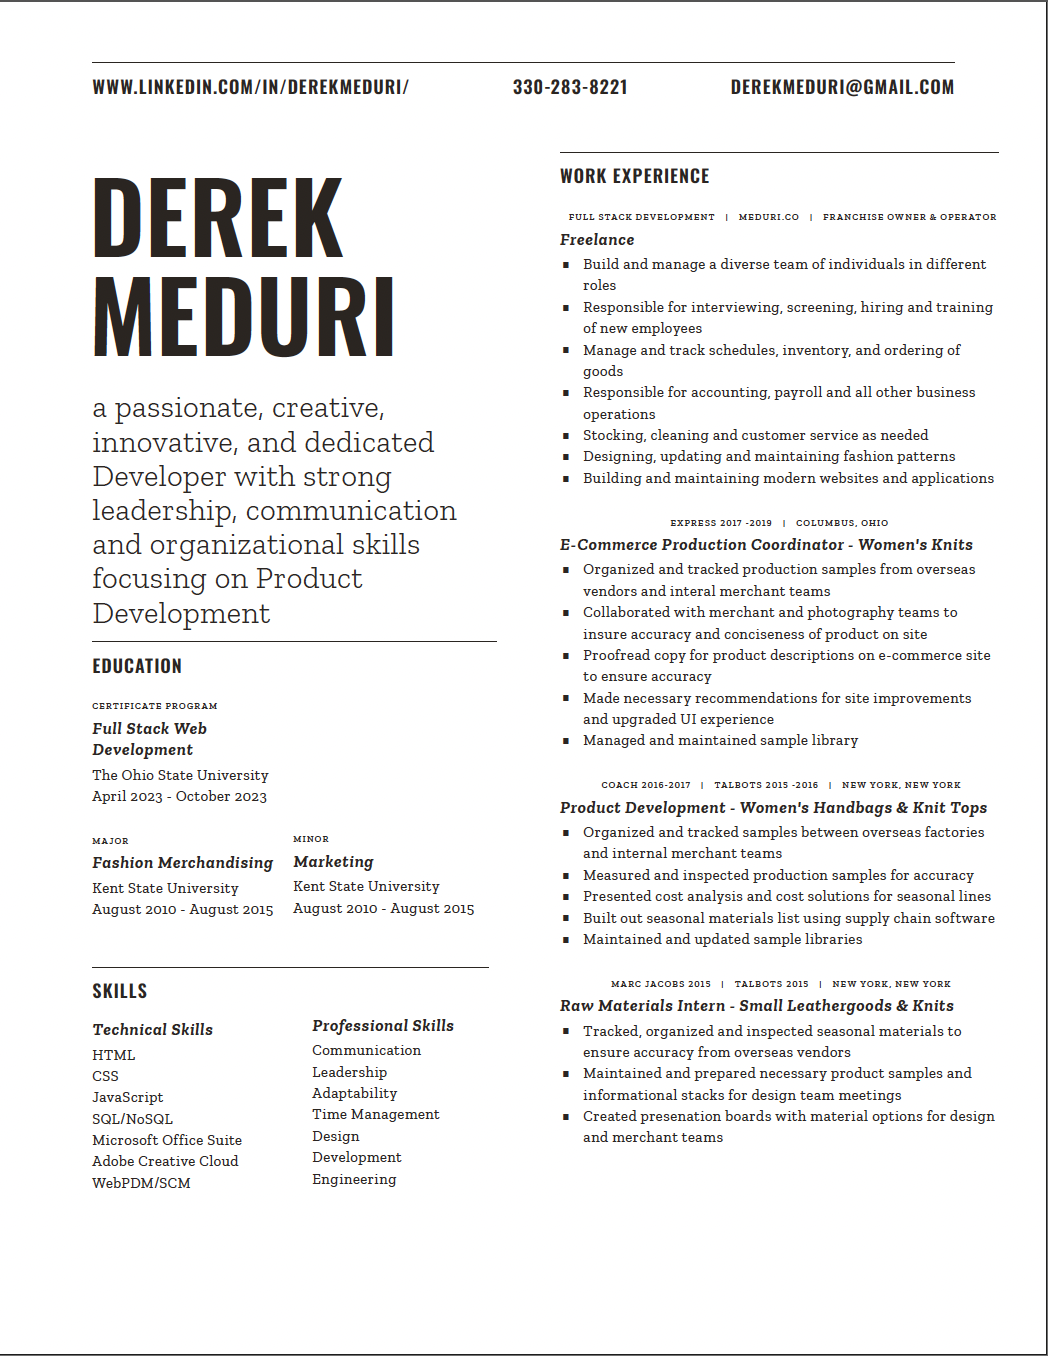 WWW.LINKEDIN.COM/IN/DEREKMEDURI/ 330-283-8221 DEREKMEDURI@GMAIL.COM
DEREK
MEDURI
a passionate, creative,
innovative, and dedicated
Developer with strong
leadership, communication
and organizational skills
focusing on Product
Development
EDUCATION
CERTIFICATE PROGRAM
Full Stack Web
Development
The Ohio State University
April 2023 - October 2023
MAJOR
Fashion Merchandising
Kent State University
August 2010 - August 2015
MINOR
Marketing
Kent State University
August 2010 - August 2015
SKILLS
Technical Skills
HTML
CSS
JavaScript
SQL/NoSQL
Microsoft Office Suite
Adobe Creative Cloud
WebPDM/SCM
Professional Skills
Communication
Leadership
Adaptability
Time Management
Design
Development
Engineering
WORK EXPERIENCE
FULL STACK DEVELOPMENT | MEDURI.CO | FRANCHISE OWNER & OPERATOR
Freelance
▪ Build and manage a diverse team of individuals in different
roles
▪ Responsible for interviewing, screening, hiring and training
of new employees
▪ Manage and track schedules, inventory, and ordering of
goods
▪ Responsible for accounting, payroll and all other business
operations
▪ Stocking, cleaning and customer service as needed
▪ Designing, updating and maintaining fashion patterns
▪ Building and maintaining modern websites and applications
EXPRESS 2017 -2019 | COLUMBUS, OHIO
E-Commerce Production Coordinator - Women's Knits
▪ Organized and tracked production samples from overseas
vendors and interal merchant teams
▪ Collaborated with merchant and photography teams to
insure accuracy and conciseness of product on site
▪ Proofread copy for product descriptions on e-commerce site
to ensure accuracy
▪ Made necessary recommendations for site improvements
and upgraded UI experience
▪ Managed and maintained sample library
COACH 2016-2017 | TALBOTS 2015 -2016 | NEW YORK, NEW YORK
Product Development - Women's Handbags & Knit Tops
▪ Organized and tracked samples between overseas factories
and internal merchant teams
▪ Measured and inspected production samples for accuracy
▪ Presented cost analysis and cost solutions for seasonal lines
▪ Built out seasonal materials list using supply chain software
▪ Maintained and updated sample libraries
MARC JACOBS 2015 | TALBOTS 2015 | NEW YORK, NEW YORK
Raw Materials Intern - Small Leathergoods & Knits
▪ Tracked, organized and inspected seasonal materials to
ensure accuracy from overseas vendors
▪ Maintained and prepared necessary product samples and
informational stacks for design team meetings
▪ Created presenation boards with material options for design
and merchant teams